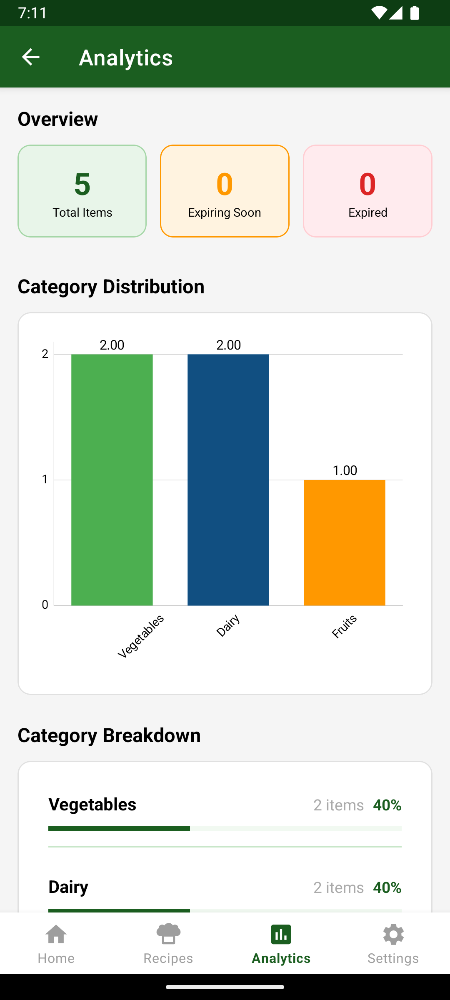 7:11
Analytics
Overview
5
Total Items
0
Expiring Soon
0
Expired
Category Distribution
2.00
2.00
1.00
2
1
0
Vegetables
Dairy
Fruits
Category Breakdown
Vegetables 2 items 40%
Dairy 2 items 40%
Home Recipes Analytics Settings